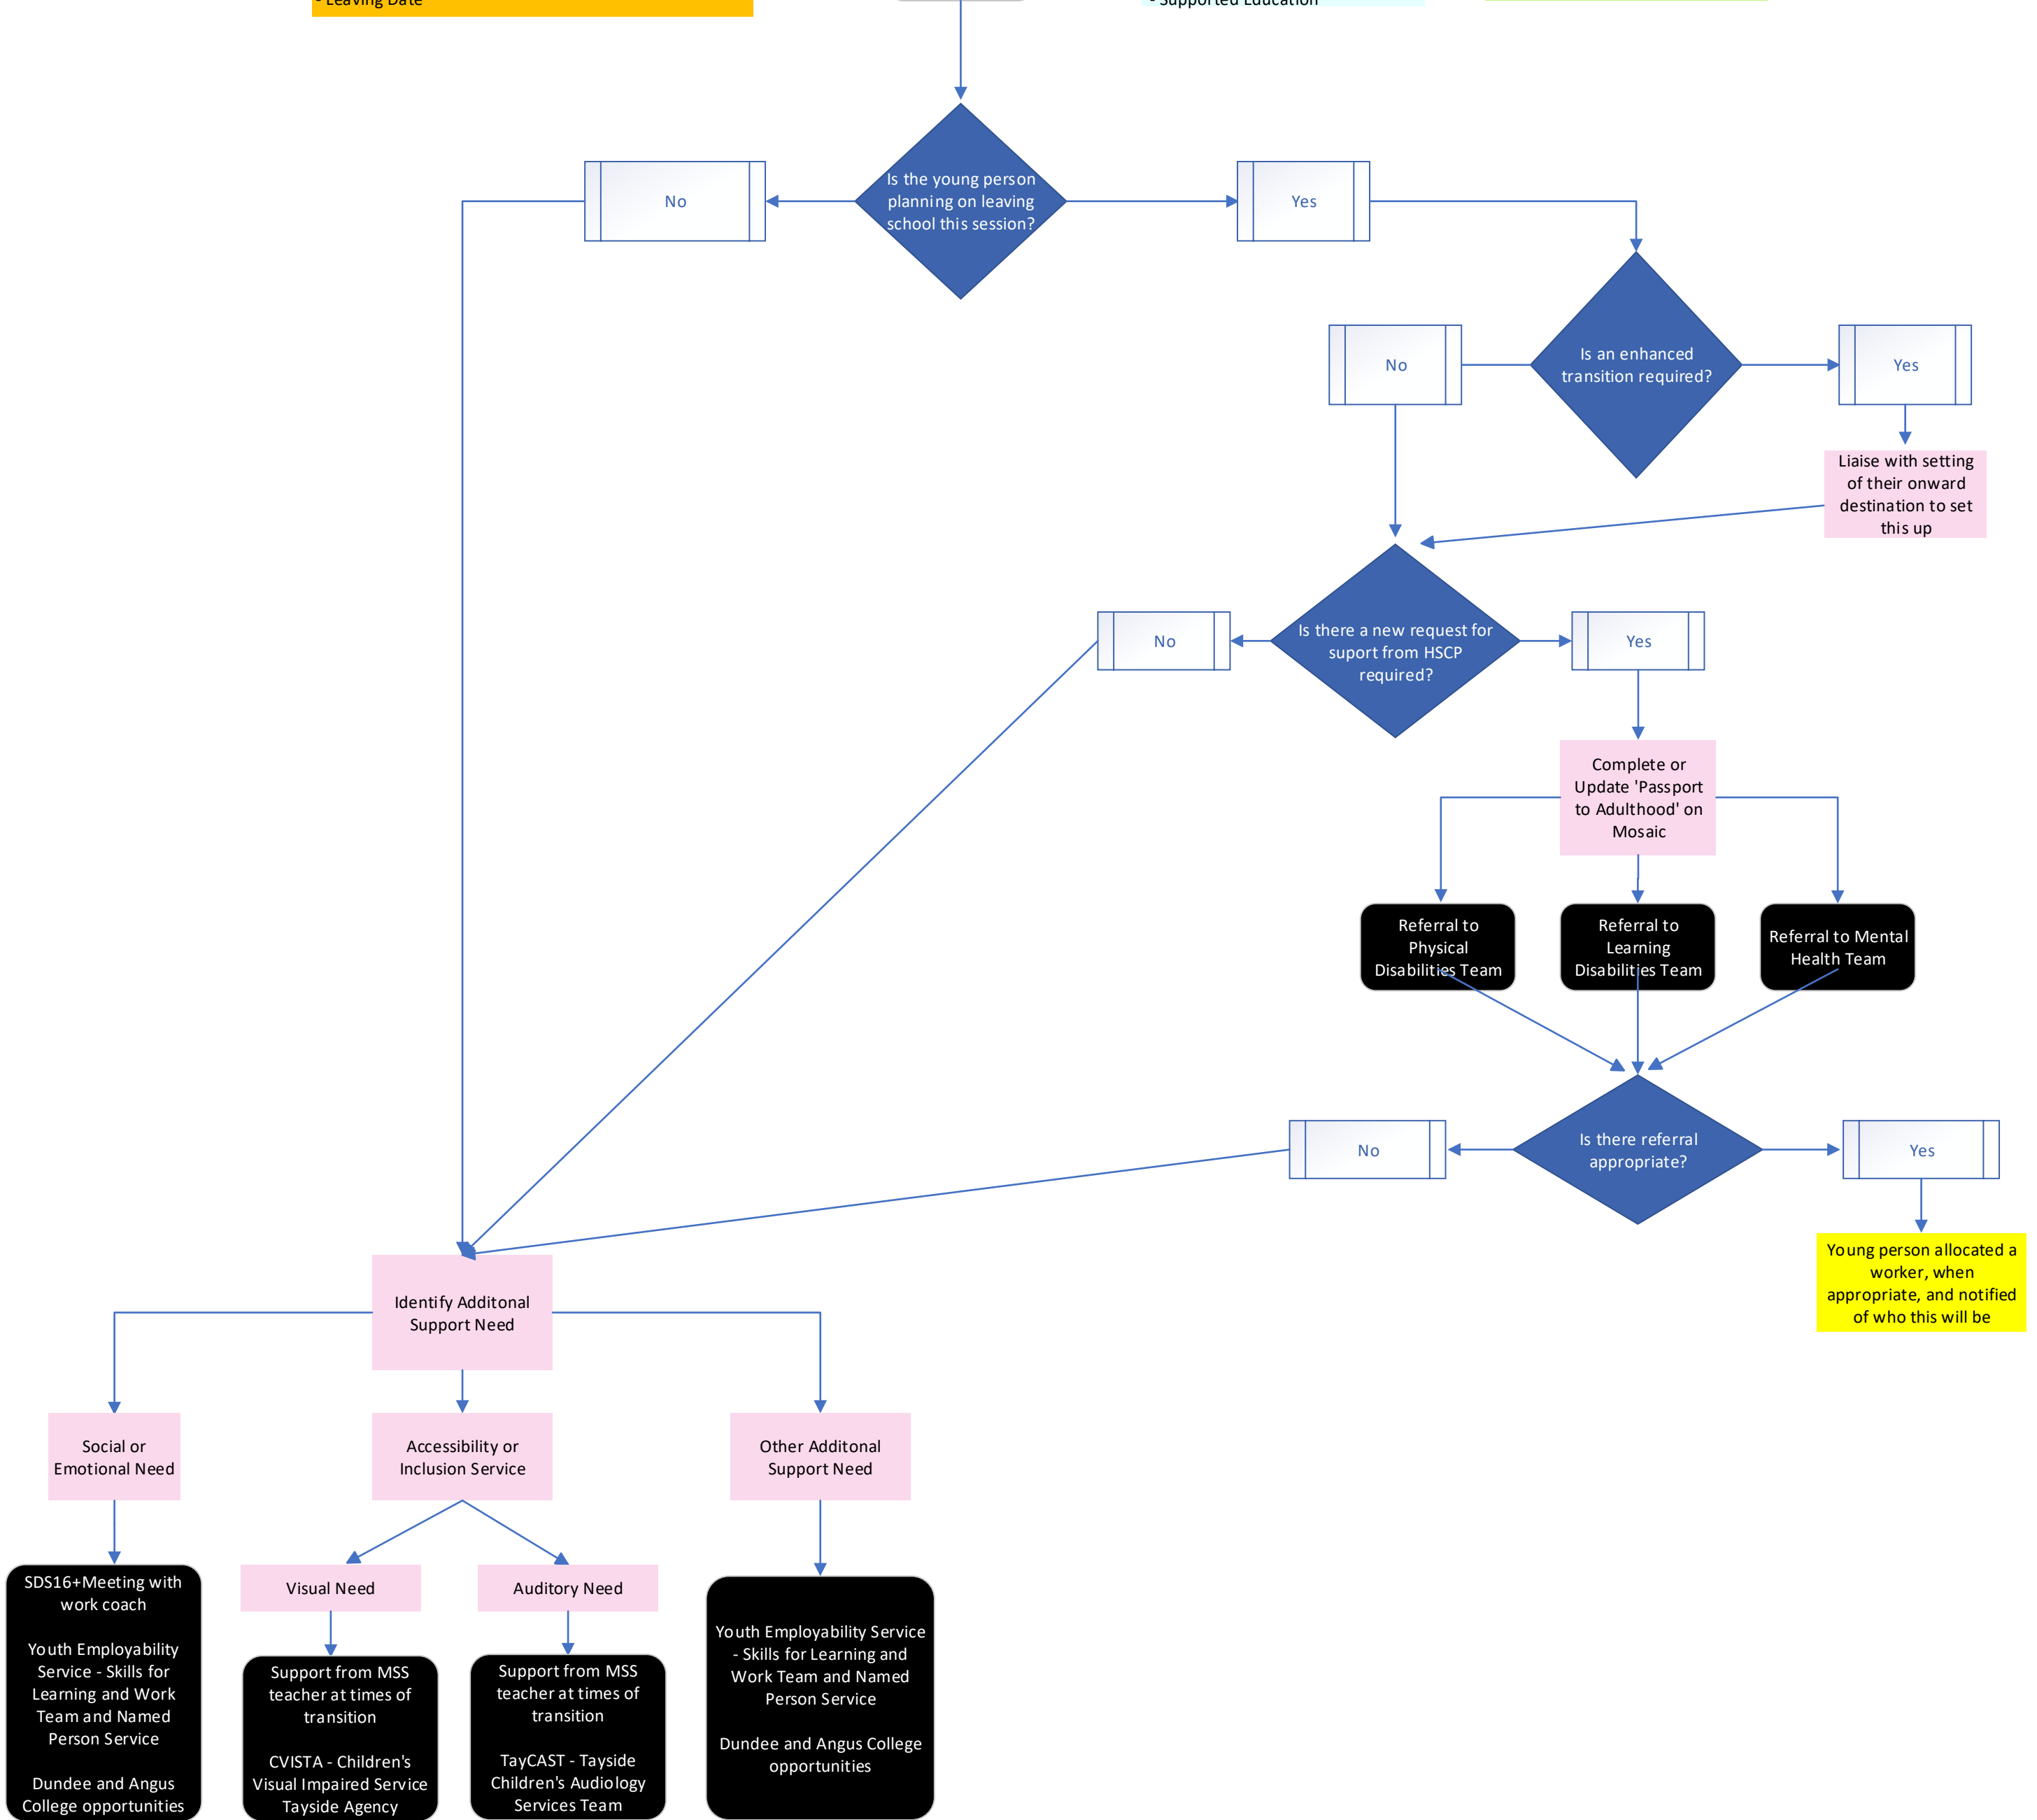 - Leaving Date
- Supported Education
Is the young person
planning on leaving
school this session?
No
Yes
Is an enhanced
transition required?
No
Yes
Liaise with setting
of their onward
destination to set
this up
Is there a new request for
suport from HSCP
required?
No
Yes
Complete or
Update 'Passport
to Adulthood' on
Mosaic
Referral to
Physical
Disabilities Team
Referral to
Learning
Disabilities Team
Referral to Mental
Health Team
Is there referral
appropriate?
No
Yes
Young person allocated a
worker, when
appropriate, and notified
of who this will be
Identify Additonal
Support Need
Social or
Emotional Need
Accessibility or
Inclusion Service
Other Additonal
Support Need
Visual Need
Auditory Need
SDS16+Meeting with
work coach
Youth Employability
Service - Skills for
Learning and Work
Team and Named
Person Service
Dundee and Angus
College opportunities
Support from MSS
teacher at times of
transition
CVISTA - Children's
Visual Impaired Service
Tayside Agency
Support from MSS
teacher at times of
transition
TayCAST - Tayside
Children's Audiology
Services Team
Youth Employability Service
- Skills for Learning and
Work Team and Named
Person Service
Dundee and Angus College
opportunities